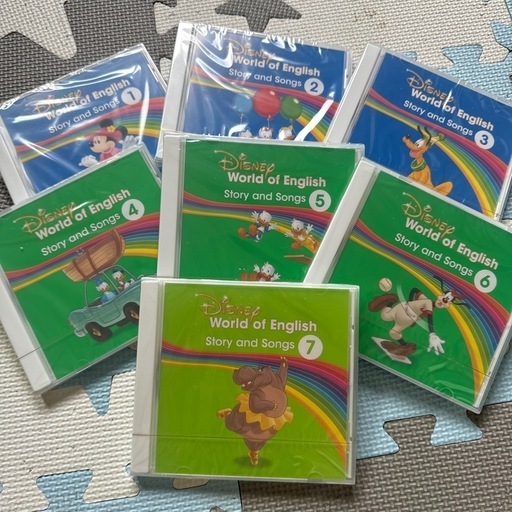 Disney
World of English
Story and Songs 1
Disney
World of English
Story and Songs 2
Disney
World of English
Story and Songs 3
Disney
World of English
Story and Songs 4
Disney
World of English
Story and Songs 5
Disney
World of English
Story and Songs 6
Disney
World of English
Story and Songs 7